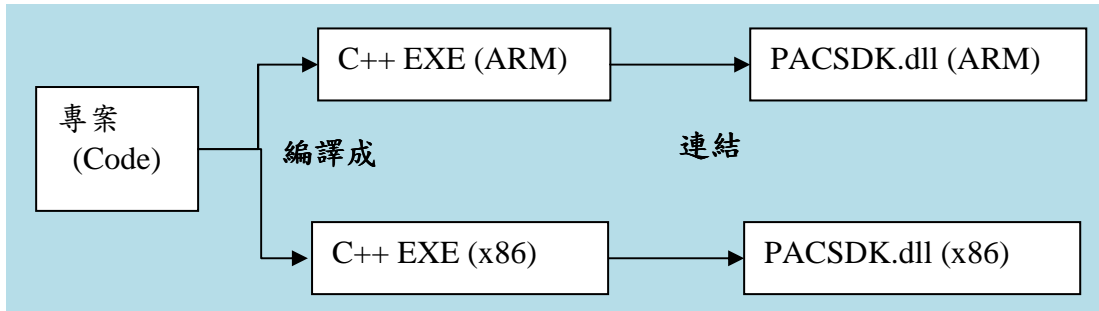 C++ EXE (ARM)
PACSDK.dll (ARM)
專案
(Code)
編譯成
連結
C++ EXE (x86)
PACSDK.dll (x86)